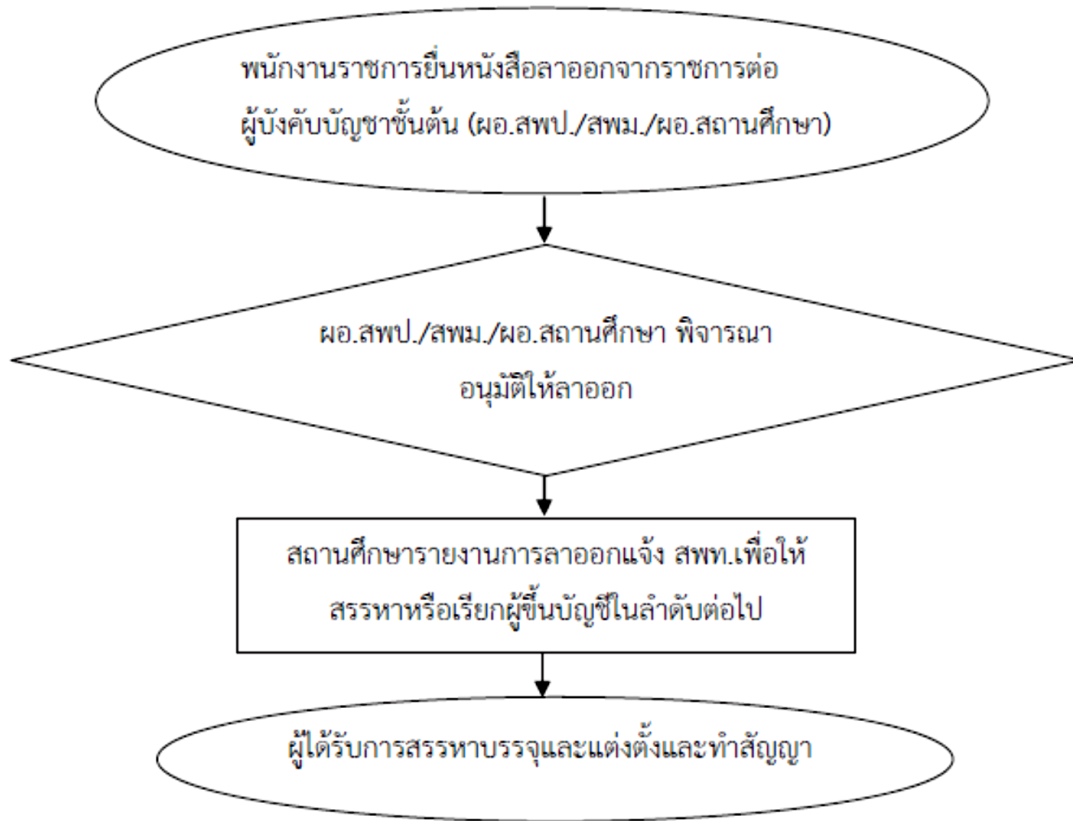 พนักงานราชการยื่นหนังสือลาออกจากราชการต่อ
ผู้บังคับบัญชาชั้นต้น (ผอ.สพป./สพม./ผอ.สถานศึกษา)
ผอ.สพป./สพม./ผอ.สถานศึกษา พิจารณา
อนุมัติให้ลาออก
สถานศึกษารายงานการลาออกแจ้ง สพท.เพื่อให้
สรรหาหรือเรียกผู้ขึ้นบัญชีในลำดับต่อไป
ผู้ได้รับการสรรหาบรรจุและแต่งตั้งและทำสัญญา